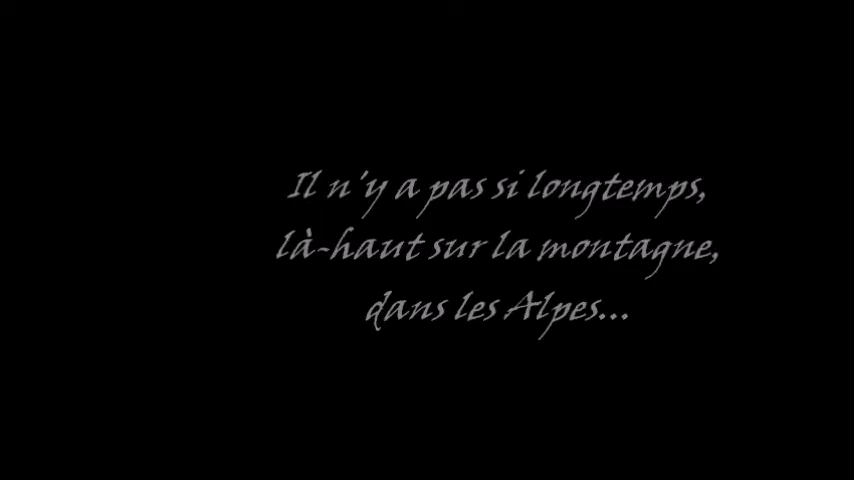 Il n'y a pas si longtemps,
là-haut sur la montagne,
dans les Alpes...